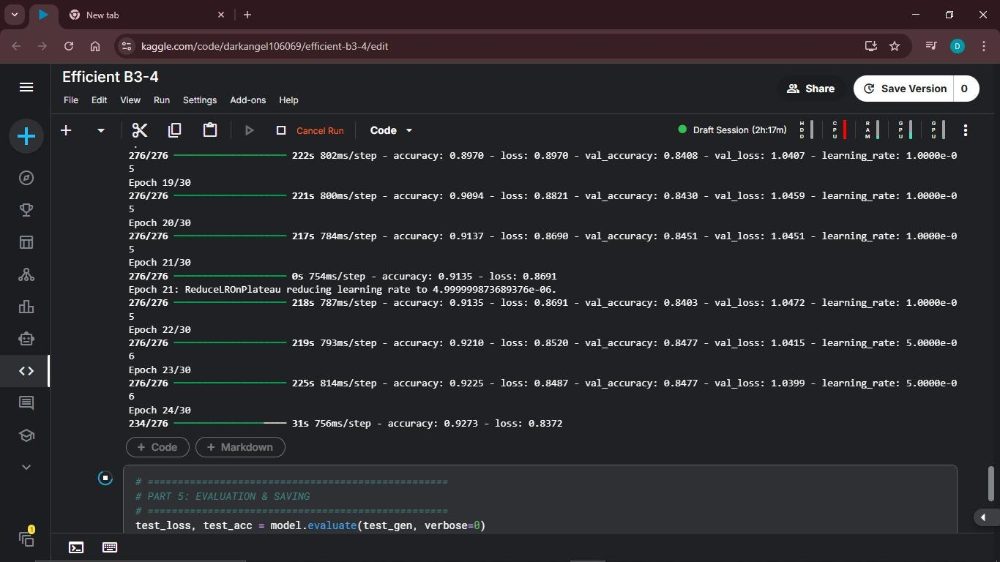 New tab
kaggle.com/code/darkangel106069/efficient-b3-4/edit
D
Efficient B3-4
File Edit View Run Settings Add-ons Help
Share
Save Version 0
Cancel Run
Code
Draft Session (2h:17m)
HDD
CPU
RAM
GPU
GPU
276/276 222s 802ms/step - accuracy: 0.8970 - loss: 0.8970 - val_accuracy: 0.8408 - val_loss: 1.0407 - learning_rate: 1.0000e-0
5
Epoch 19/30
276/276 221s 800ms/step - accuracy: 0.9094 - loss: 0.8821 - val_accuracy: 0.8430 - val_loss: 1.0459 - learning_rate: 1.0000e-0
5
Epoch 20/30
276/276 217s 784ms/step - accuracy: 0.9137 - loss: 0.8690 - val_accuracy: 0.8451 - val_loss: 1.0451 - learning_rate: 1.0000e-0
5
Epoch 21/30
276/276 0s 754ms/step - accuracy: 0.9135 - loss: 0.8691
Epoch 21: ReduceLROnPlateau reducing learning rate to 4.999999873689376e-06.
276/276 218s 787ms/step - accuracy: 0.9135 - loss: 0.8691 - val_accuracy: 0.8403 - val_loss: 1.0472 - learning_rate: 1.0000e-0
5
Epoch 22/30
276/276 219s 793ms/step - accuracy: 0.9210 - loss: 0.8520 - val_accuracy: 0.8477 - val_loss: 1.0415 - learning_rate: 5.0000e-0
6
Epoch 23/30
276/276 225s 814ms/step - accuracy: 0.9225 - loss: 0.8487 - val_accuracy: 0.8477 - val_loss: 1.0399 - learning_rate: 5.0000e-0
6
Epoch 24/30
234/276 31s 756ms/step - accuracy: 0.9273 - loss: 0.8372
+ Code + Markdown
# ==================================================
# PART 5: EVALUATION & SAVING
# ==================================================
test_loss, test_acc = model.evaluate(test_gen, verbose=0)
1